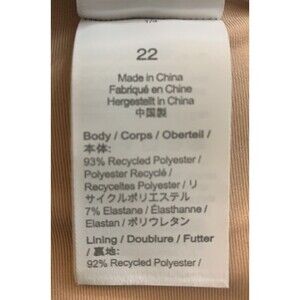 22
Made in China
Fabriqué en Chine
Hergestellt in China
中国製
Body / Corps / Oberteil /
本体:
93% Recycled Polyester /
Polyester Recyclé /
Recyceltes Polyester / リ
サイクルポリエステル
7% Elastane / Élasthanne /
Elastan / ポリウレタン
Lining / Doublure / Futter
/ 裏地:
92% Recycled Polyester /